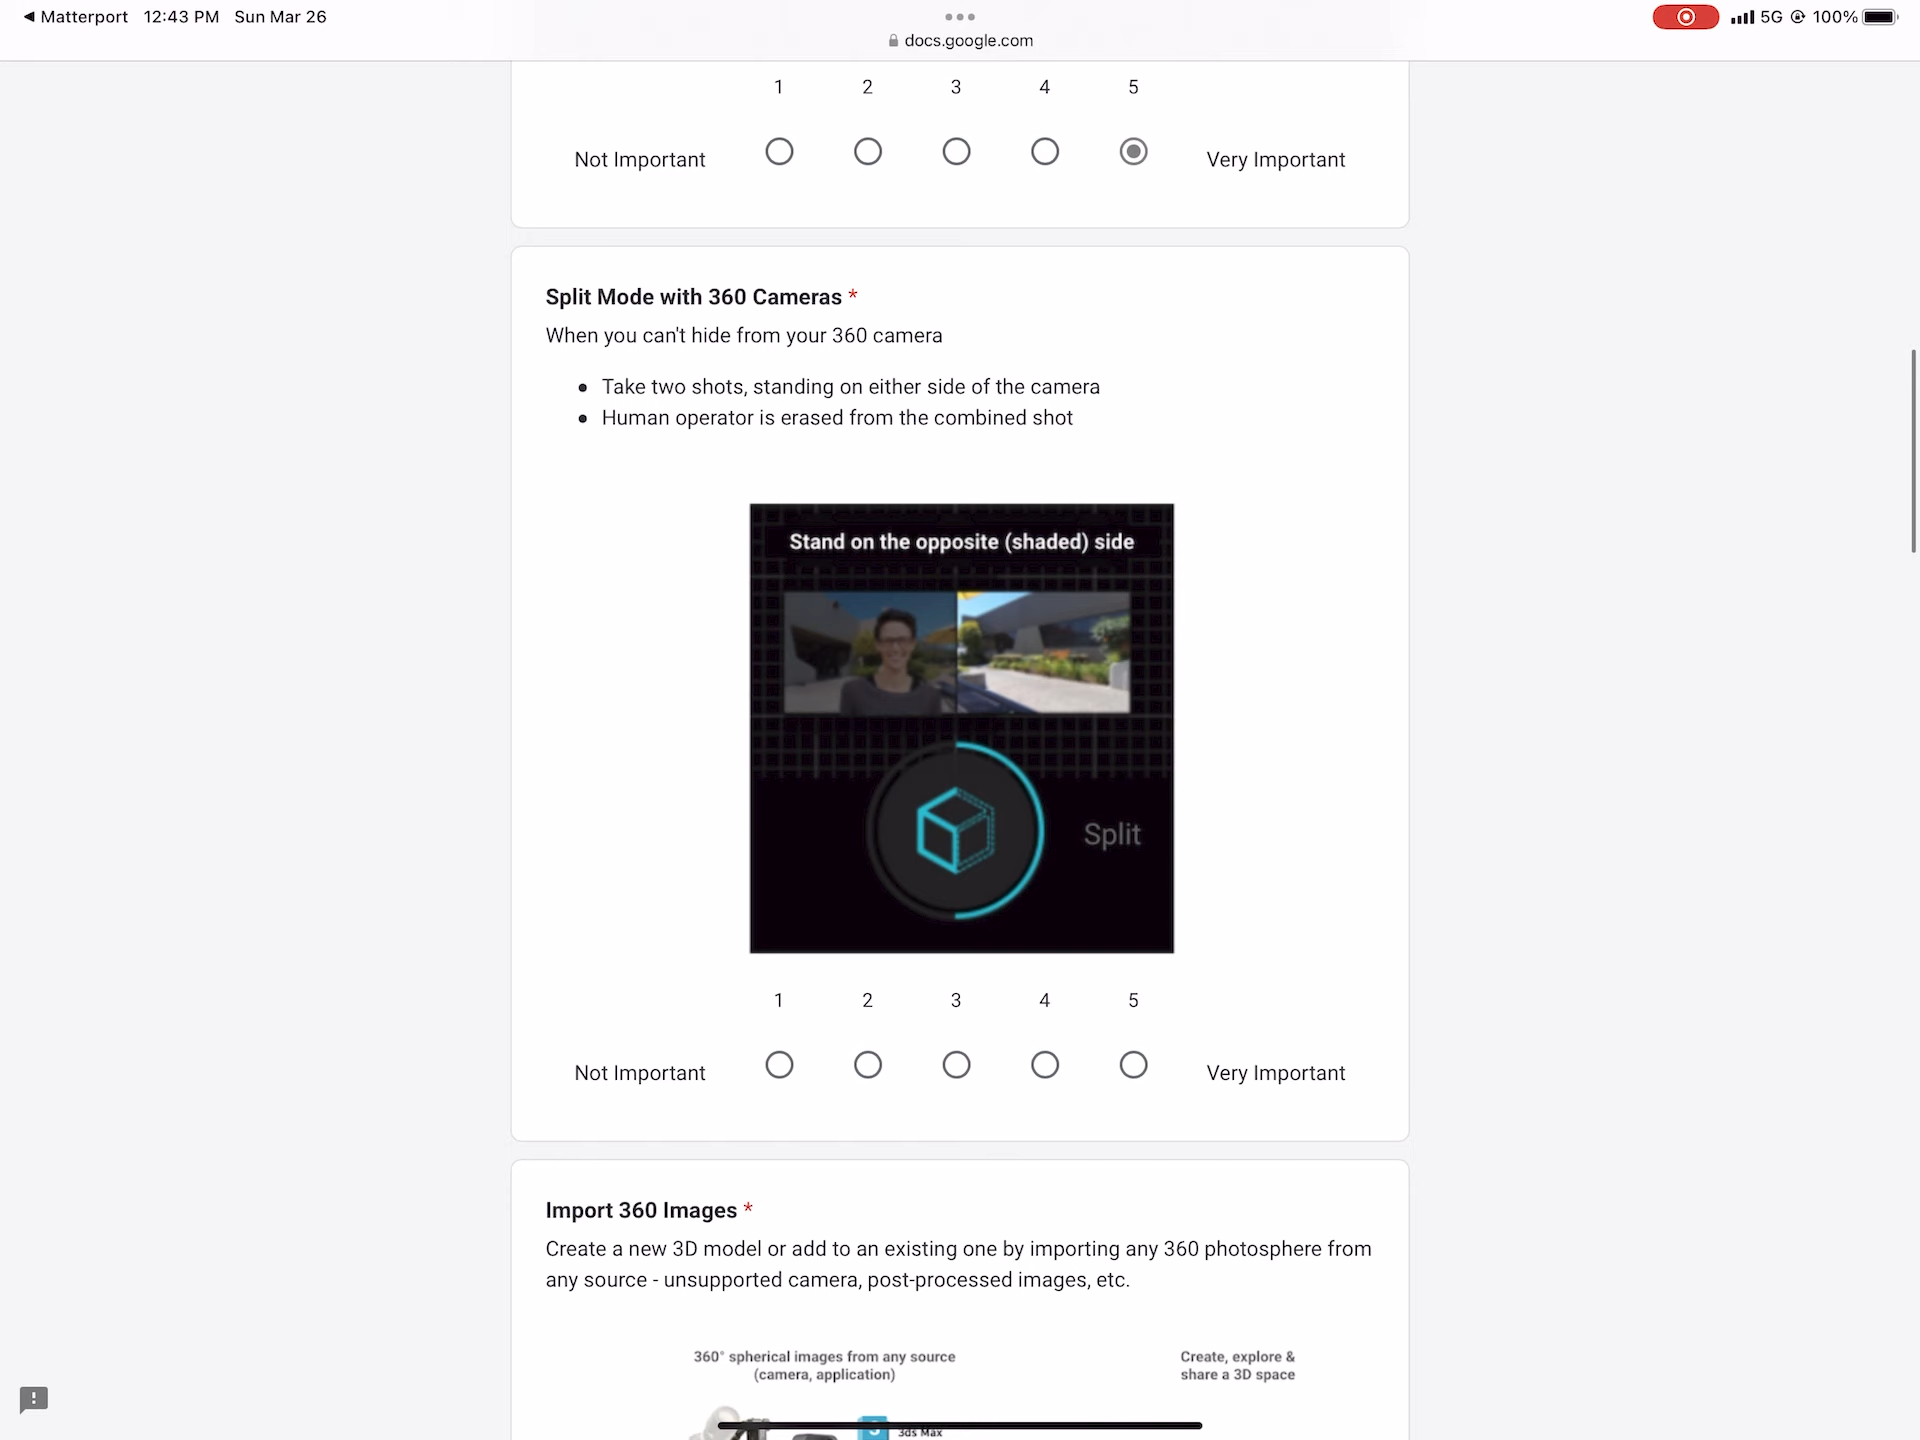 ◀ Matterport 12:43 PM Sun Mar 26
5G 100%
docs.google.com
1 2 3 4 5
Not Important Very Important
Split Mode with 360 Cameras *
When you can't hide from your 360 camera
• Take two shots, standing on either side of the camera
• Human operator is erased from the combined shot
Stand on the opposite (shaded) side
Split
1 2 3 4 5
Not Important Very Important
Import 360 Images *
Create a new 3D model or add to an existing one by importing any 360 photosphere from
any source - unsupported camera, post-processed images, etc.
360° spherical images from any source
(camera, application)
Create, explore &
share a 3D space
3ds Max